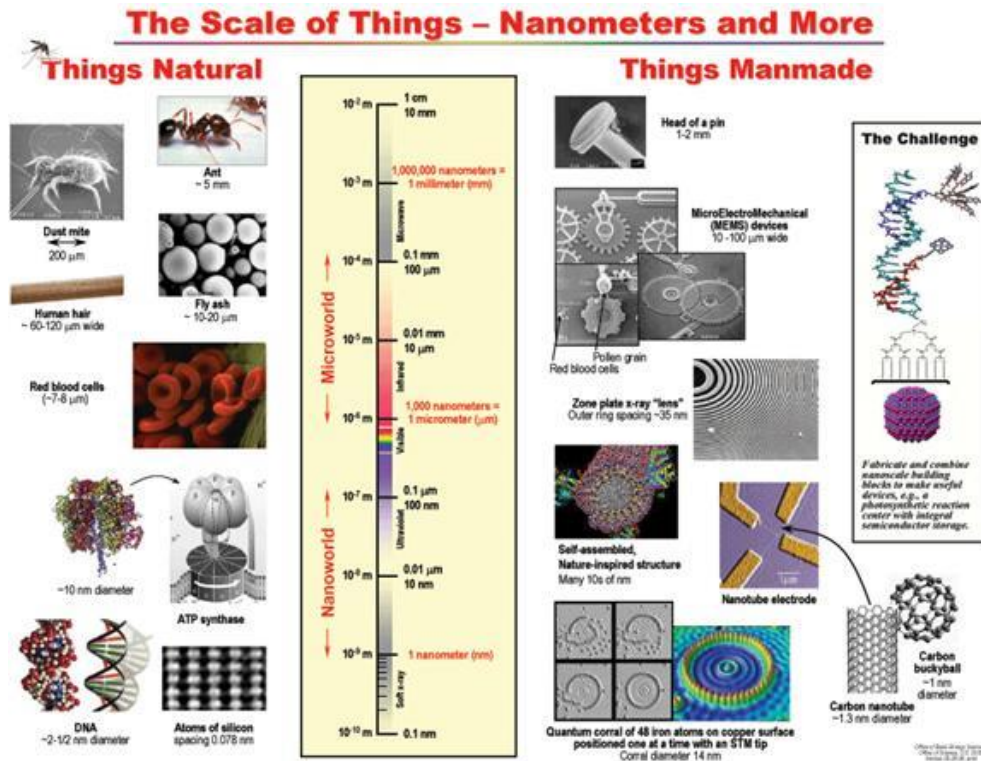 The Scale of Things – Nanometers and More
Things Natural
Things Manmade
Ant
~ 5 mm
Dust mite
200 μm
Fly ash
~ 10-20 μm
Human hair
~ 60-120 μm wide
Red blood cells
(~7-8 μm)
~10 nm diameter
ATP synthase
DNA
~2-1/2 nm diameter
Atoms of silicon
spacing 0.078 nm
10-2 m
1 cm
10 mm
1,000,000 nanometers =
1 millimeter (mm)
10-3 m
Microwave
0.1 mm
100 μm
10-4 m
Microworld
0.01 mm
10 μm
10-5 m
Infrared
1,000 nanometers =
1 micrometer (μm)
10-6 m
Visible
0.1 μm
100 nm
10-7 m
Ultraviolet
Nanoworld
0.01 μm
10 nm
10-8 m
1 nanometer (nm)
10-9 m
Soft x-ray
10-10 m
0.1 nm
Head of a pin
1-2 mm
MicroElectroMechanical
(MEMS) devices
10 -100 μm wide
Pollen grain
Red blood cells
Zone plate x-ray "lens"
Outer ring spacing ~35 nm
Self-assembled,
Nature-inspired structure
Many 10s of nm
1μm
Nanotube electrode
Quantum corral of 48 iron atoms on copper surface
positioned one at a time with an STM tip
Corral diameter 14 nm
Carbon nanotube
~1.3 nm diameter
Carbon
buckyball
~1 nm
diameter
The Challenge
Fabricate and combine
nanoscale building
blocks to make useful
devices, e.g., a
photosynthetic reaction
center with integral
semiconductor storage.